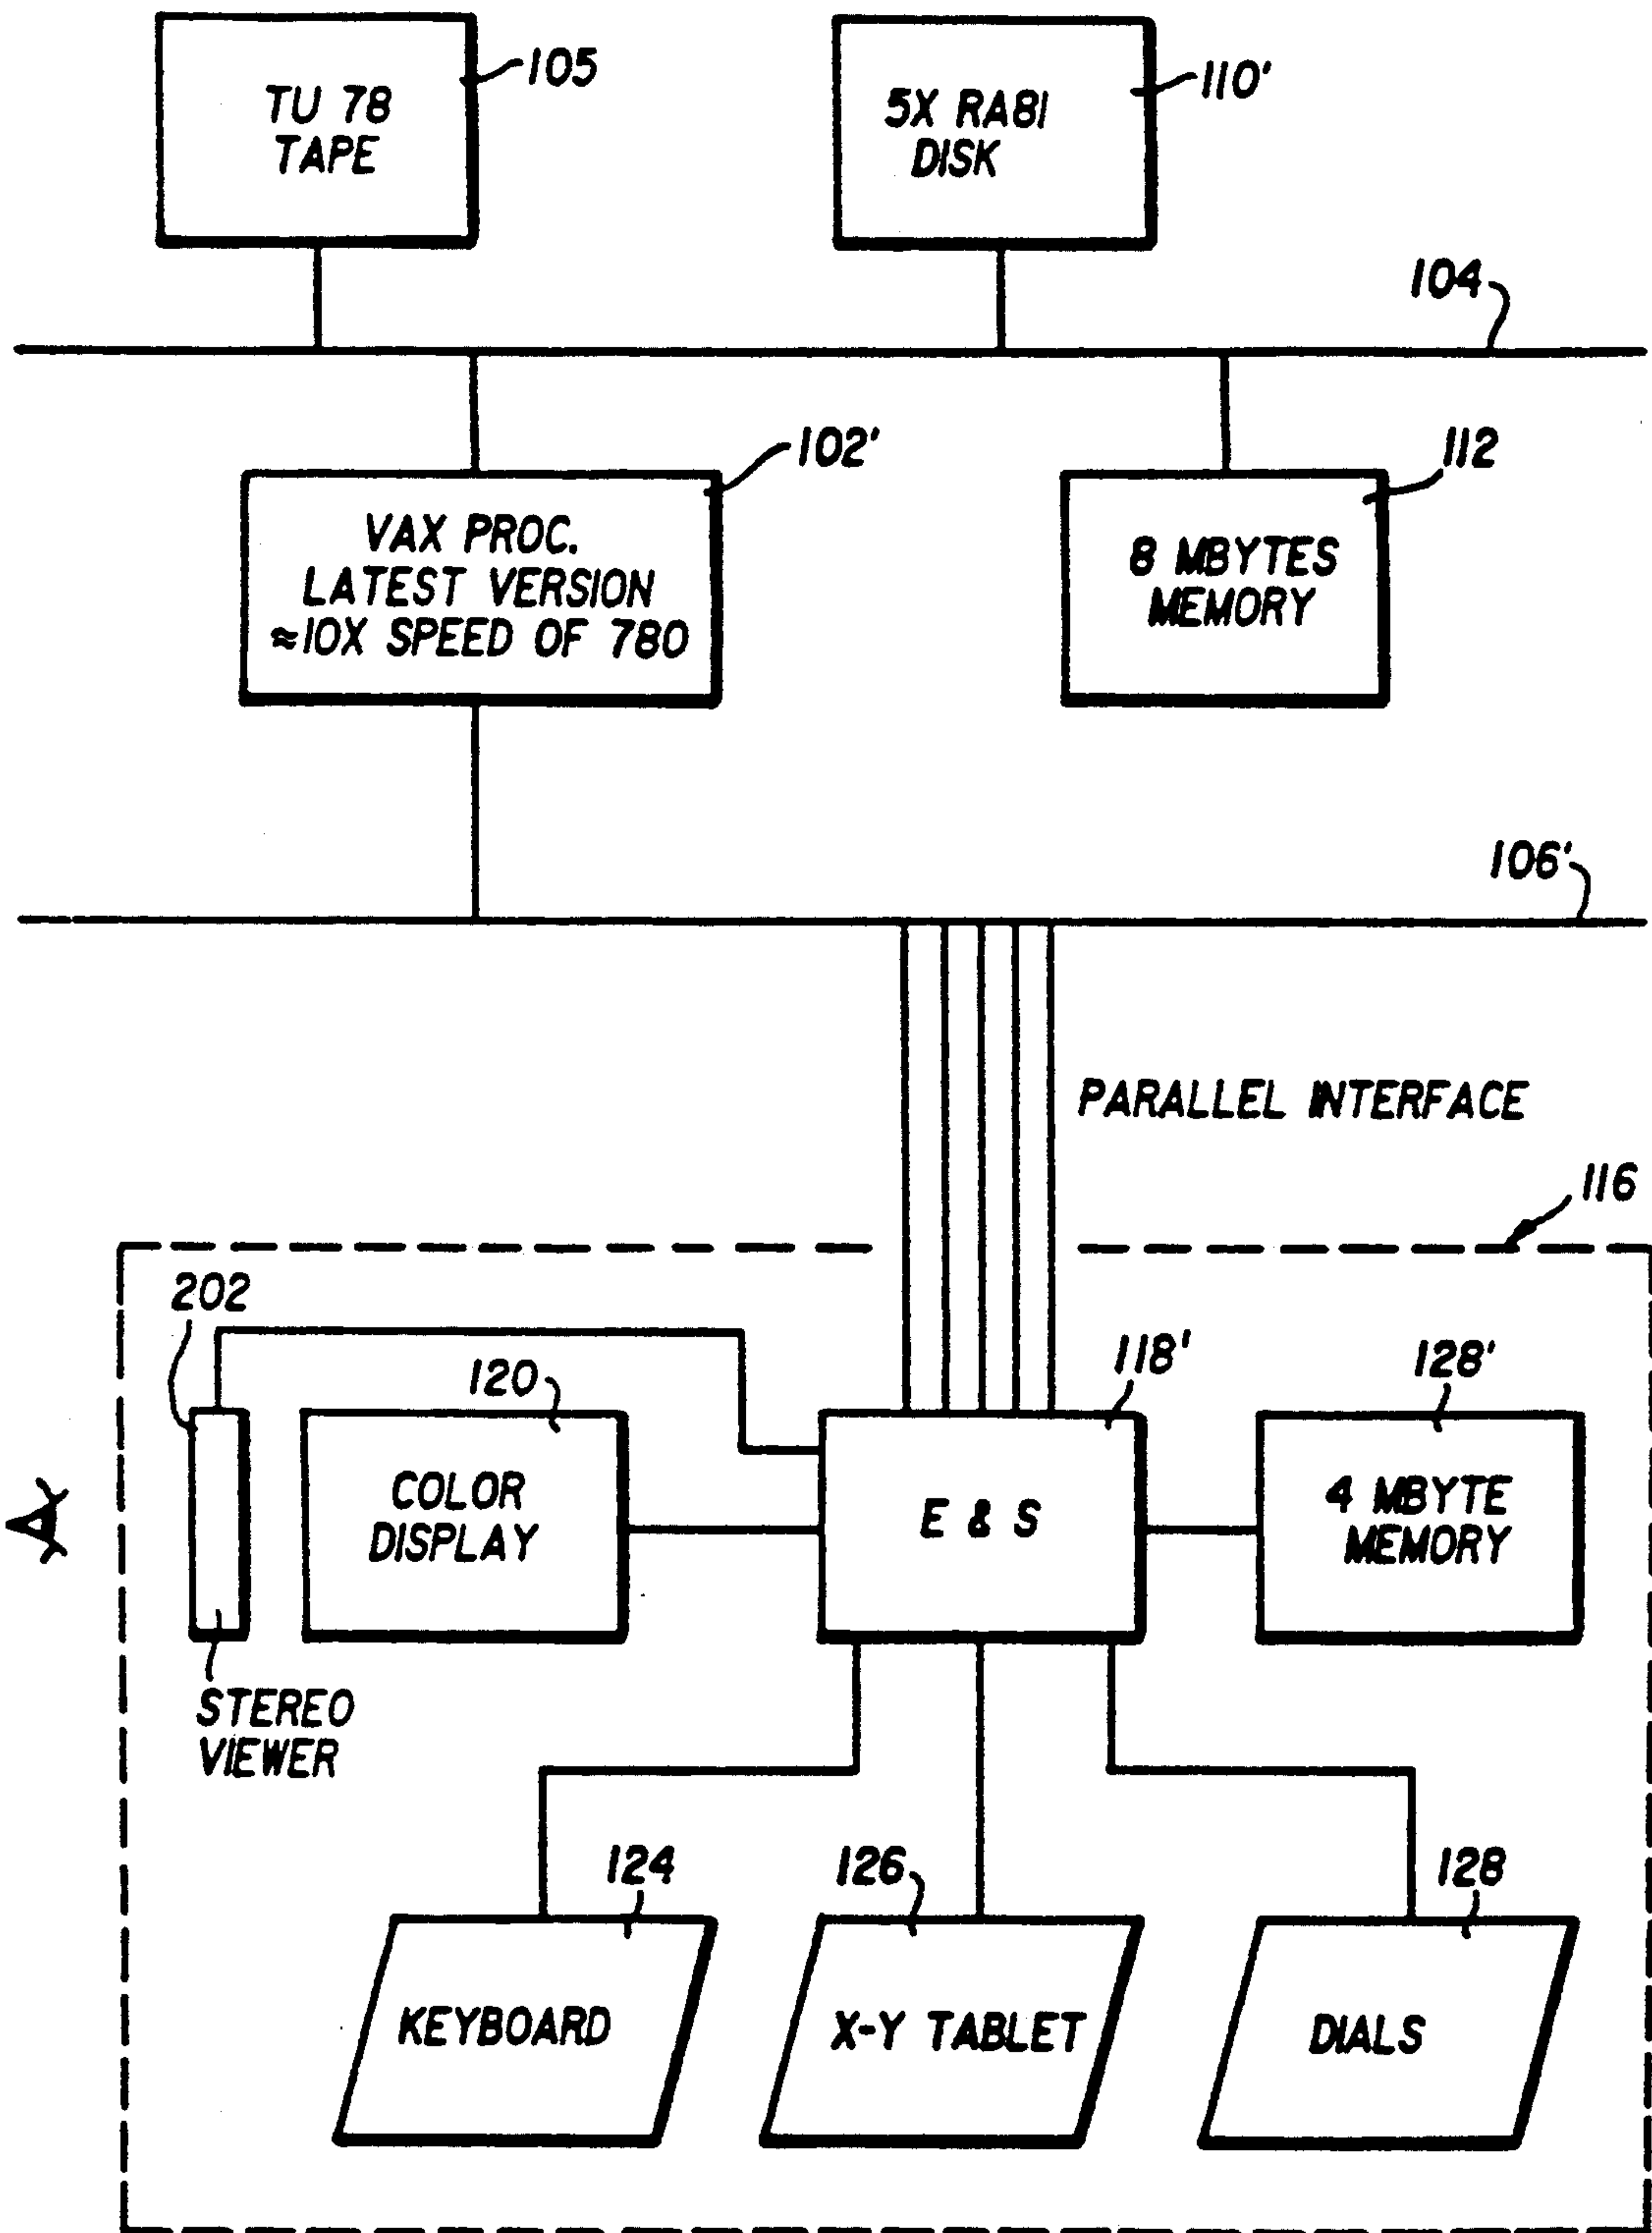 TU 78
TAPE
105
5X RA81
DISK
110'
104
VAX PROC.
LATEST VERSION
≈10X SPEED OF 780
102'
8 MBYTES
MEMORY
112
106'
PARALLEL INTERFACE
116
202
120
118'
128'
COLOR
DISPLAY
E & S
4 MBYTE
MEMORY
STEREO
VIEWER
124
126
128
KEYBOARD
X-Y TABLET
DIALS